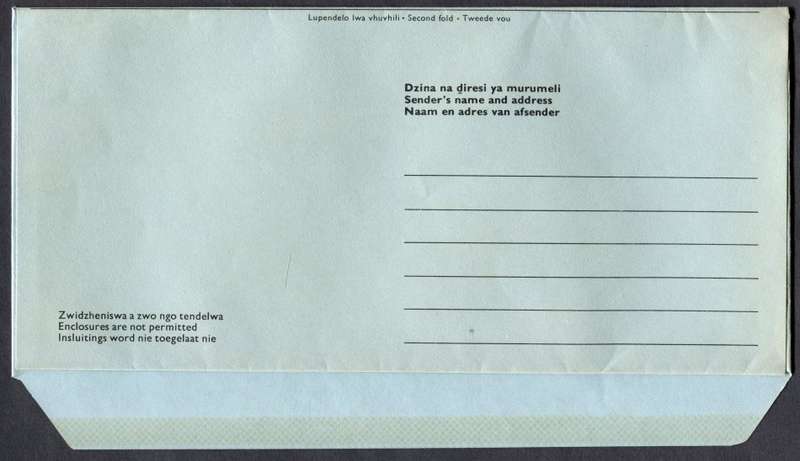 Lupendelo lwa vhuvhili • Second fold • Tweede vou
Dzina na ḓiresi ya murumeli
Sender's name and address
Naam en adres van afsender
Zwidzheniswa a zwo ngo tendelwa
Enclosures are not permitted
Insluitings word nie toegelaat nie